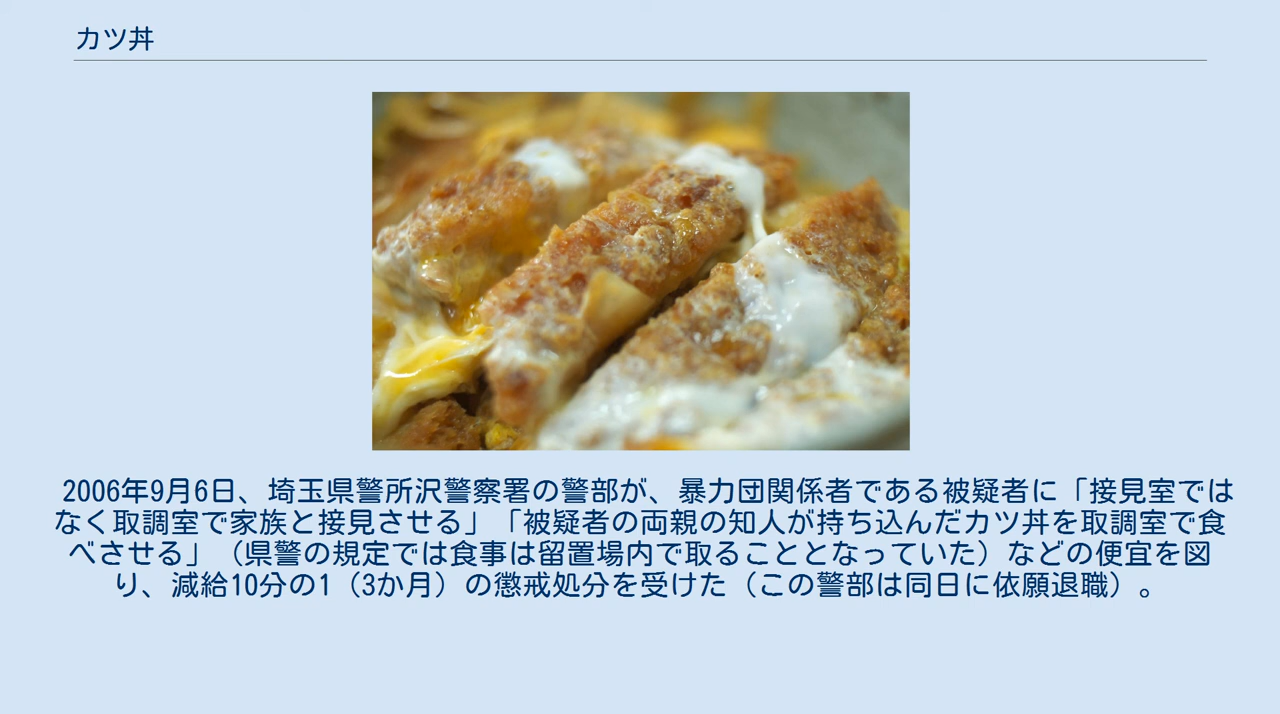 カツ丼
2006年9月6日、埼玉県警所沢警察署の警部が、暴力団関係者である被疑者に「接見室では
なく取調室で家族と接見させる」「被疑者の両親の知人が持ち込んだカツ丼を取調室で食
べさせる」（県警の規定では食事は留置場内で取ることとなっていた）などの便宜を図
り、減給10分の1（3か月）の懲戒処分を受けた（この警部は同日に依願退職）。